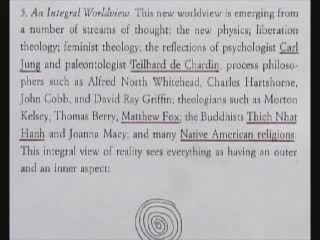 5. An Integral Worldview. This new worldview is emerging from
a number of streams of thought: the new physics; liberation
theology; feminist theology; the reflections of psychologist Carl
Jung and paleontologist Teilhard de Chardin; process philoso-
phers such as Alfred North Whitehead, Charles Hartshorne,
John Cobb, and David Ray Griffin; theologians such as Morton
Kelsey, Thomas Berry, Matthew Fox; the Buddhists Thich Nhat
Hanh and Joanna Macy; and many Native American religions.
This integral view of reality sees everything as having an outer
and an inner aspect: